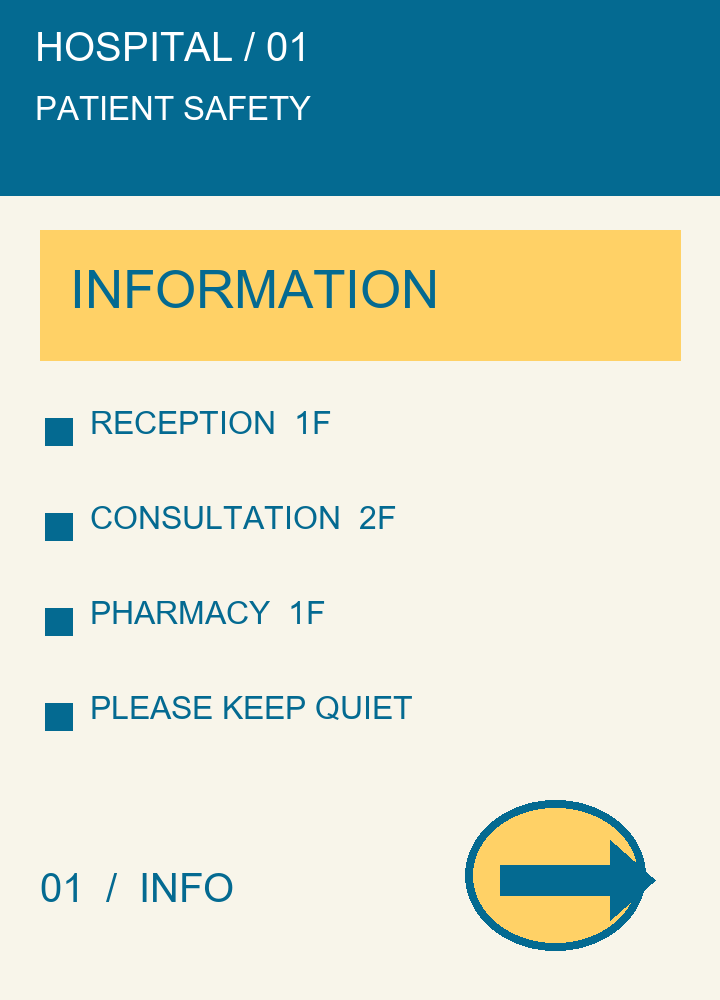 HOSPITAL / 01
PATIENT SAFETY
INFORMATION
RECEPTION  1F
CONSULTATION  2F
PHARMACY  1F
PLEASE KEEP QUIET
01  /  INFO